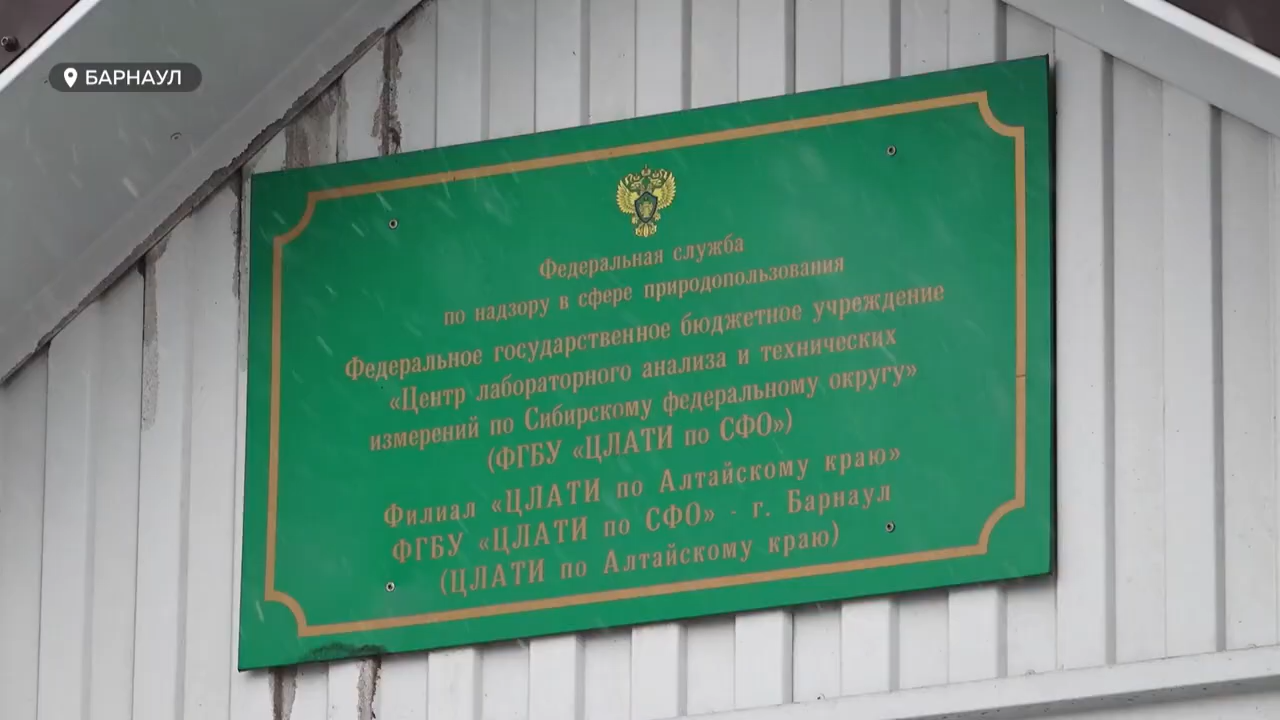 БАРНАУЛ
Федеральная служба
по надзору в сфере природопользования
Федеральное государственное бюджетное учреждение
«Центр лабораторного анализа и технических
измерений по Сибирскому федеральному округу»
(ФГБУ «ЦЛАТИ по СФО»)
Филиал «ЦЛАТИ по Алтайскому краю»
ФГБУ «ЦЛАТИ по СФО» - г. Барнаул
(ЦЛАТИ по Алтайскому краю)